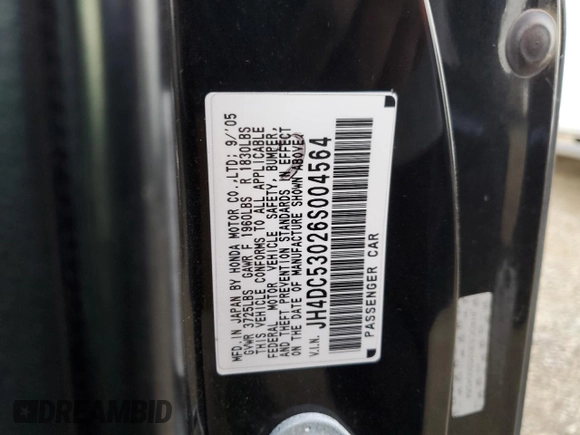 MFD. IN JAPAN BY HONDA MOTOR CO., LTD; 9/'05
GVWR 3725LBS GAWR F 1960LBS R 1830LBS
THIS VEHICLE CONFORMS TO ALL APPLICABLE
FEDERAL MOTOR VEHICLE SAFETY, BUMPER,
AND THEFT PREVENTION STANDARDS IN EFFECT
ON THE DATE OF MANUFACTURE SHOWN ABOVE.
V.I.N. JH4DC53026S004564
PASSENGER CAR
DREAMBID